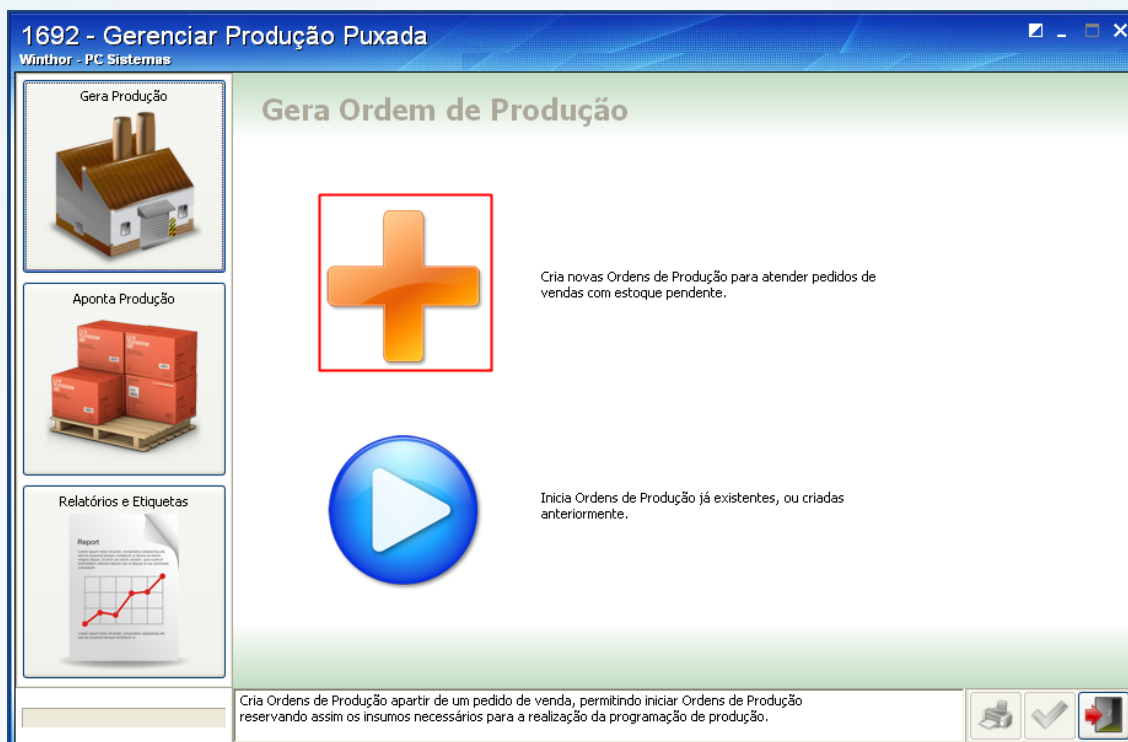 1692 - Gerenciar Produção Puxada
Winthor - PC Sistemas
Gera Produção
Aponta Produção
Relatórios e Etiquetas
Report
Gera Ordem de Produção
Cria novas Ordens de Produção para atender pedidos de
vendas com estoque pendente.
Inicia Ordens de Produção já existentes, ou criadas
anteriormente.
Cria Ordens de Produção apartir de um pedido de venda, permitindo iniciar Ordens de Produção
reservando assim os insumos necessários para a realização da programação de produção.